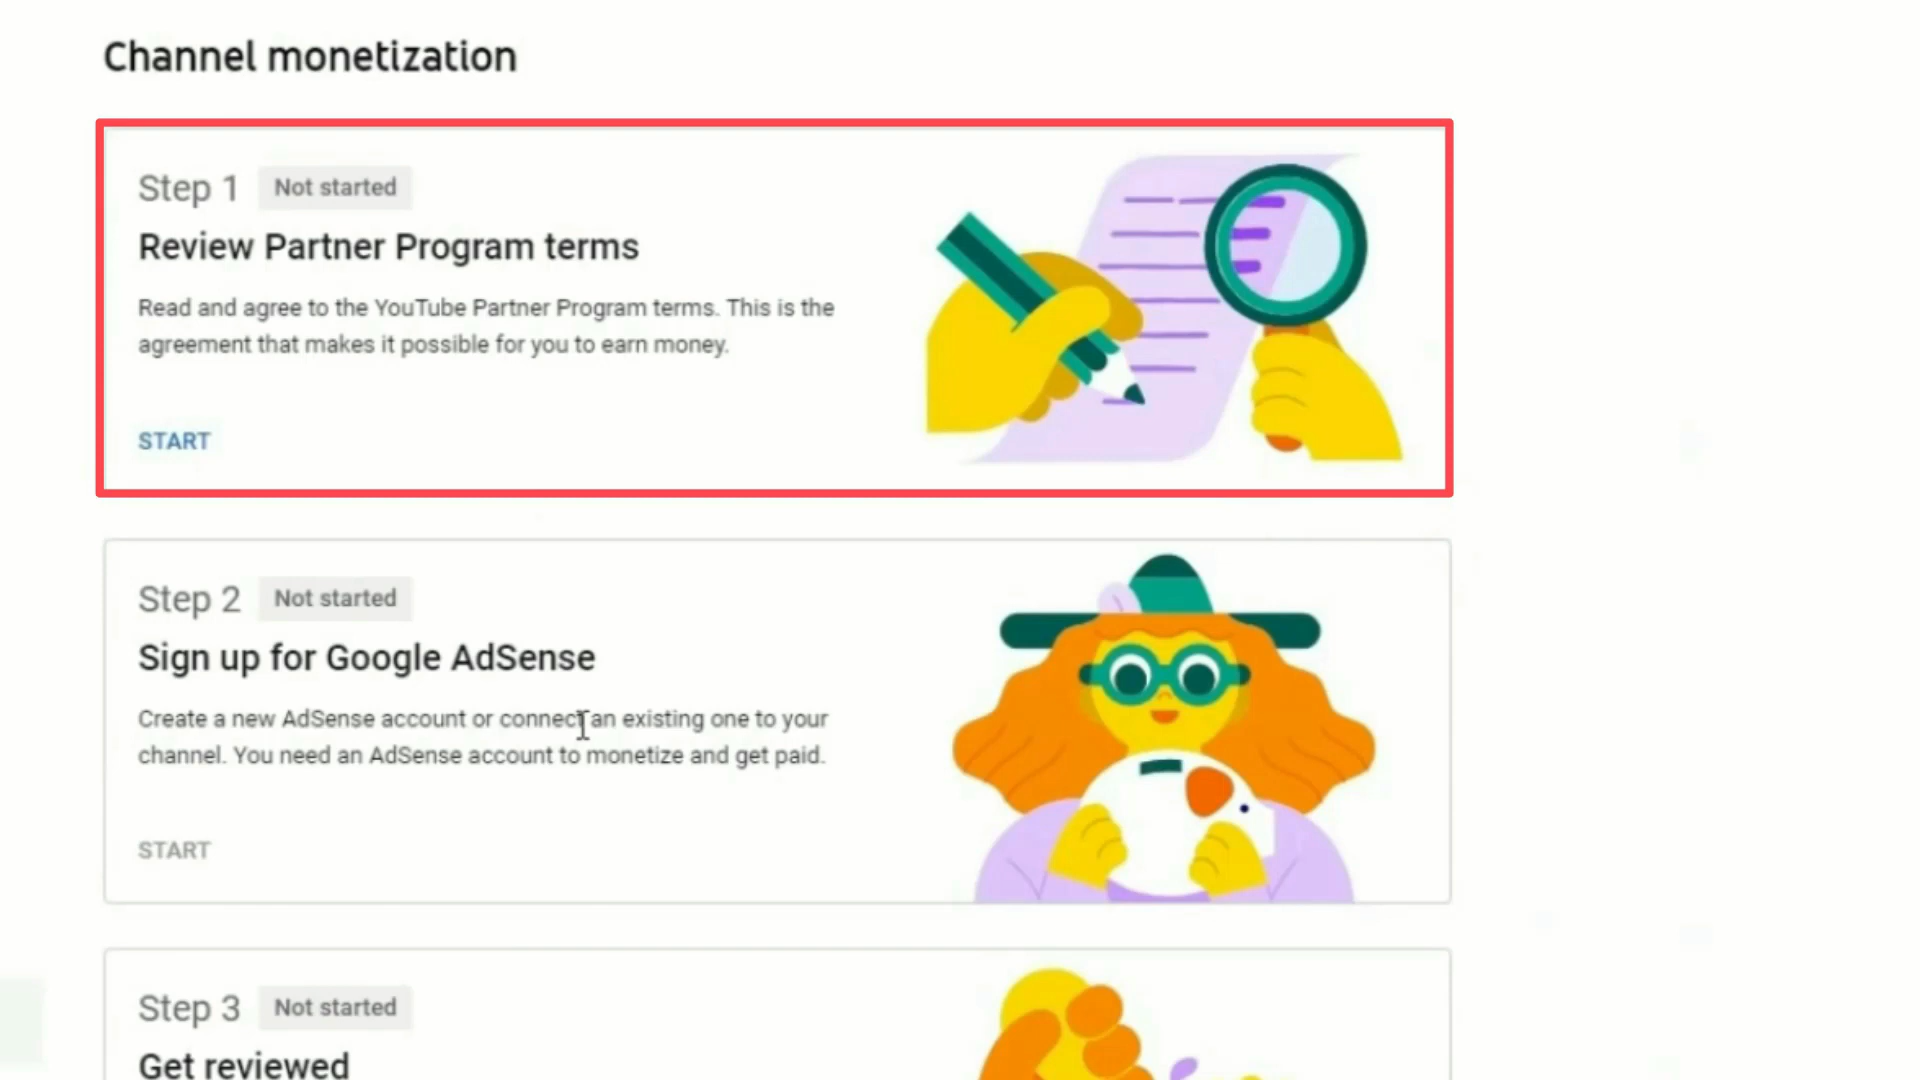 Channel monetization
Step 1 Not started
Review Partner Program terms
Read and agree to the YouTube Partner Program terms. This is the
agreement that makes it possible for you to earn money.
START
Step 2 Not started
Sign up for Google AdSense
Create a new AdSense account or connect an existing one to your
channel. You need an AdSense account to monetize and get paid.
START
Step 3 Not started
Get reviewed